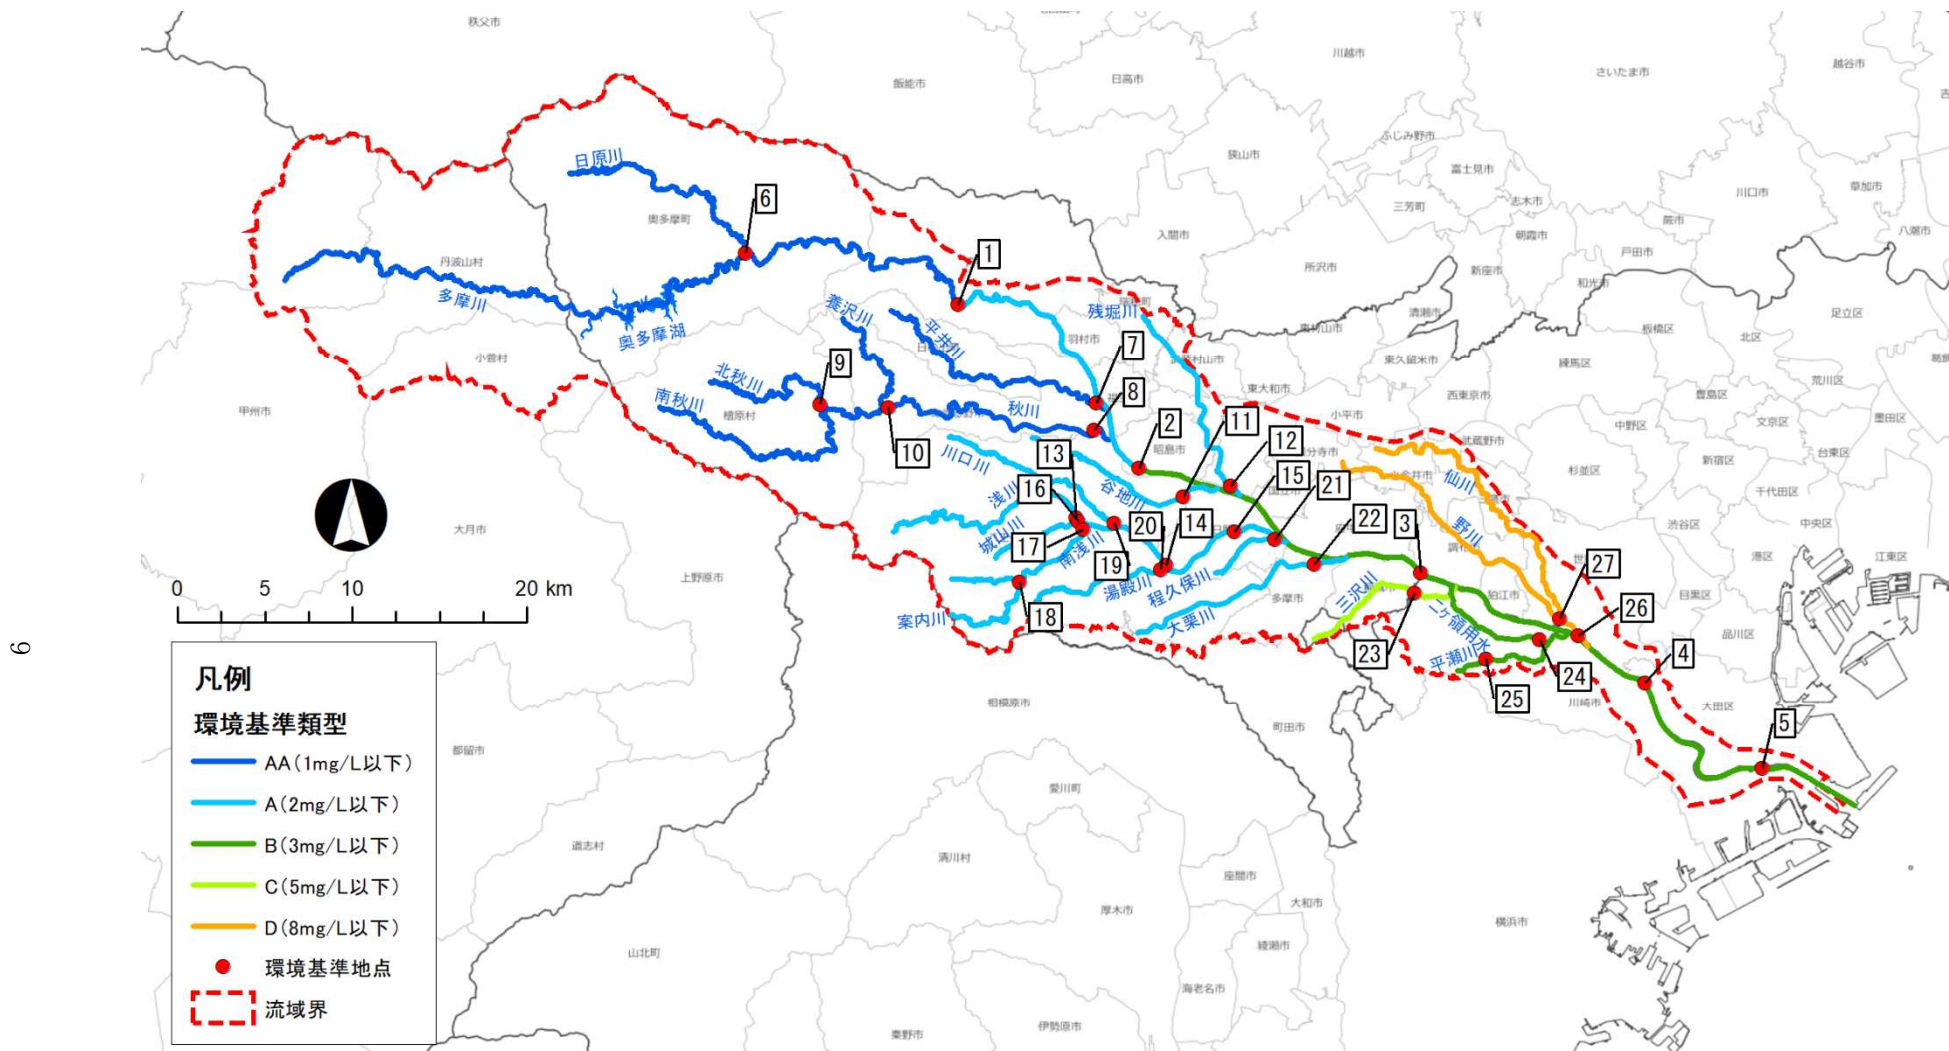 秩父市
飯能市
日高市
川越市
さいたま市
越谷市
ふじみ野市
狭山市
富士見市
川口市
草加市
志木市
三芳町
蕨市
八潮市
入間市
朝霞市
戸田市
所沢市
新座市
和光市
日原川
6
奥多摩町
1
丹波山村
多摩川
奥多摩湖
養沢川
平井川
残堀川
清瀬市
足立区
板橋区
北区
羽村市
東久留米市
練馬区
小菅村
7
9
北秋川
8
東大和市
西東京市
豊島区
荒川区
甲州市
南秋川
檜原村
秋川
2
11
小平市
武蔵野市
中野区
文京区
墨田区
昭島市
12
台東区
川口川
13
10
15
21
仙川
杉並区
新宿区
浅川
16
谷地川
千代田区
大月市
城山川
17
南浅川
20
14
22
3
野川
渋谷区
中央区
港区
江東区
上野原市
19
湯殿川
程久保川
27
0
5
10
20 km
多摩市
三沢川
狛江市
26
目黒区
案内川
18
大栗川
二ヶ領用水
品川区
23
平瀬川
24
4
25
相模原市
町田市
川崎市
大田区
5
都留市
愛川町
道志村
清川村
座間市
大和市
厚木市
横浜市
綾瀬市
山北町
海老名市
秦野市
伊勢原市
凡例
環境基準類型
AA(1mg/L以下)
A(2mg/L以下)
B(3mg/L以下)
C(5mg/L以下)
D(8mg/L以下)
環境基準地点
流域界
9